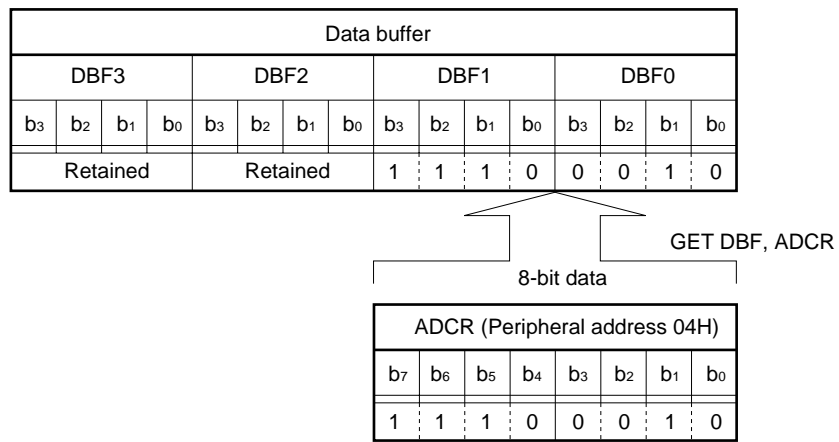 Data buffer
DBF3 DBF2 DBF1 DBF0
b3 b2 b1 b0 b3 b2 b1 b0 b3 b2 b1 b0 b3 b2 b1 b0
Retained Retained 1 1 1 0 0 0 1 0
GET DBF, ADCR
8-bit data
ADCR (Peripheral address 04H)
b7 b6 b5 b4 b3 b2 b1 b0
1 1 1 0 0 0 1 0